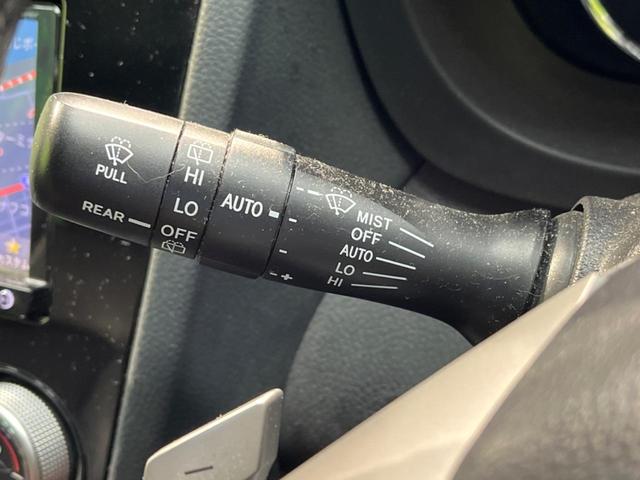 PULL
REAR
HI
LO
OFF
AUTO
- +
MIST
OFF
AUTO
LO
HI